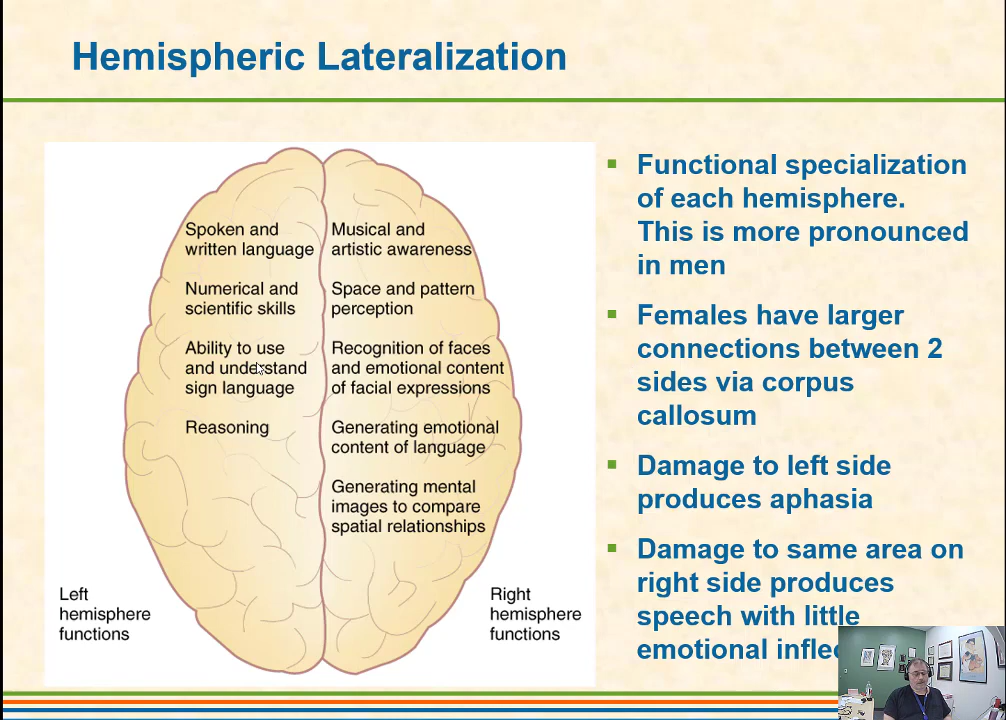 Hemispheric Lateralization
Spoken and
written language
Numerical and
scientific skills
Ability to use
and understand
sign language
Reasoning
Musical and
artistic awareness
Space and pattern
perception
Recognition of faces
and emotional content
of facial expressions
Generating emotional
content of language
Generating mental
images to compare
spatial relationships
Left
hemisphere
functions
Right
hemisphere
functions
Functional specialization
of each hemisphere.
This is more pronounced
in men
Females have larger
connections between 2
sides via corpus
callosum
Damage to left side
produces aphasia
Damage to same area on
right side produces
speech with little
emotional